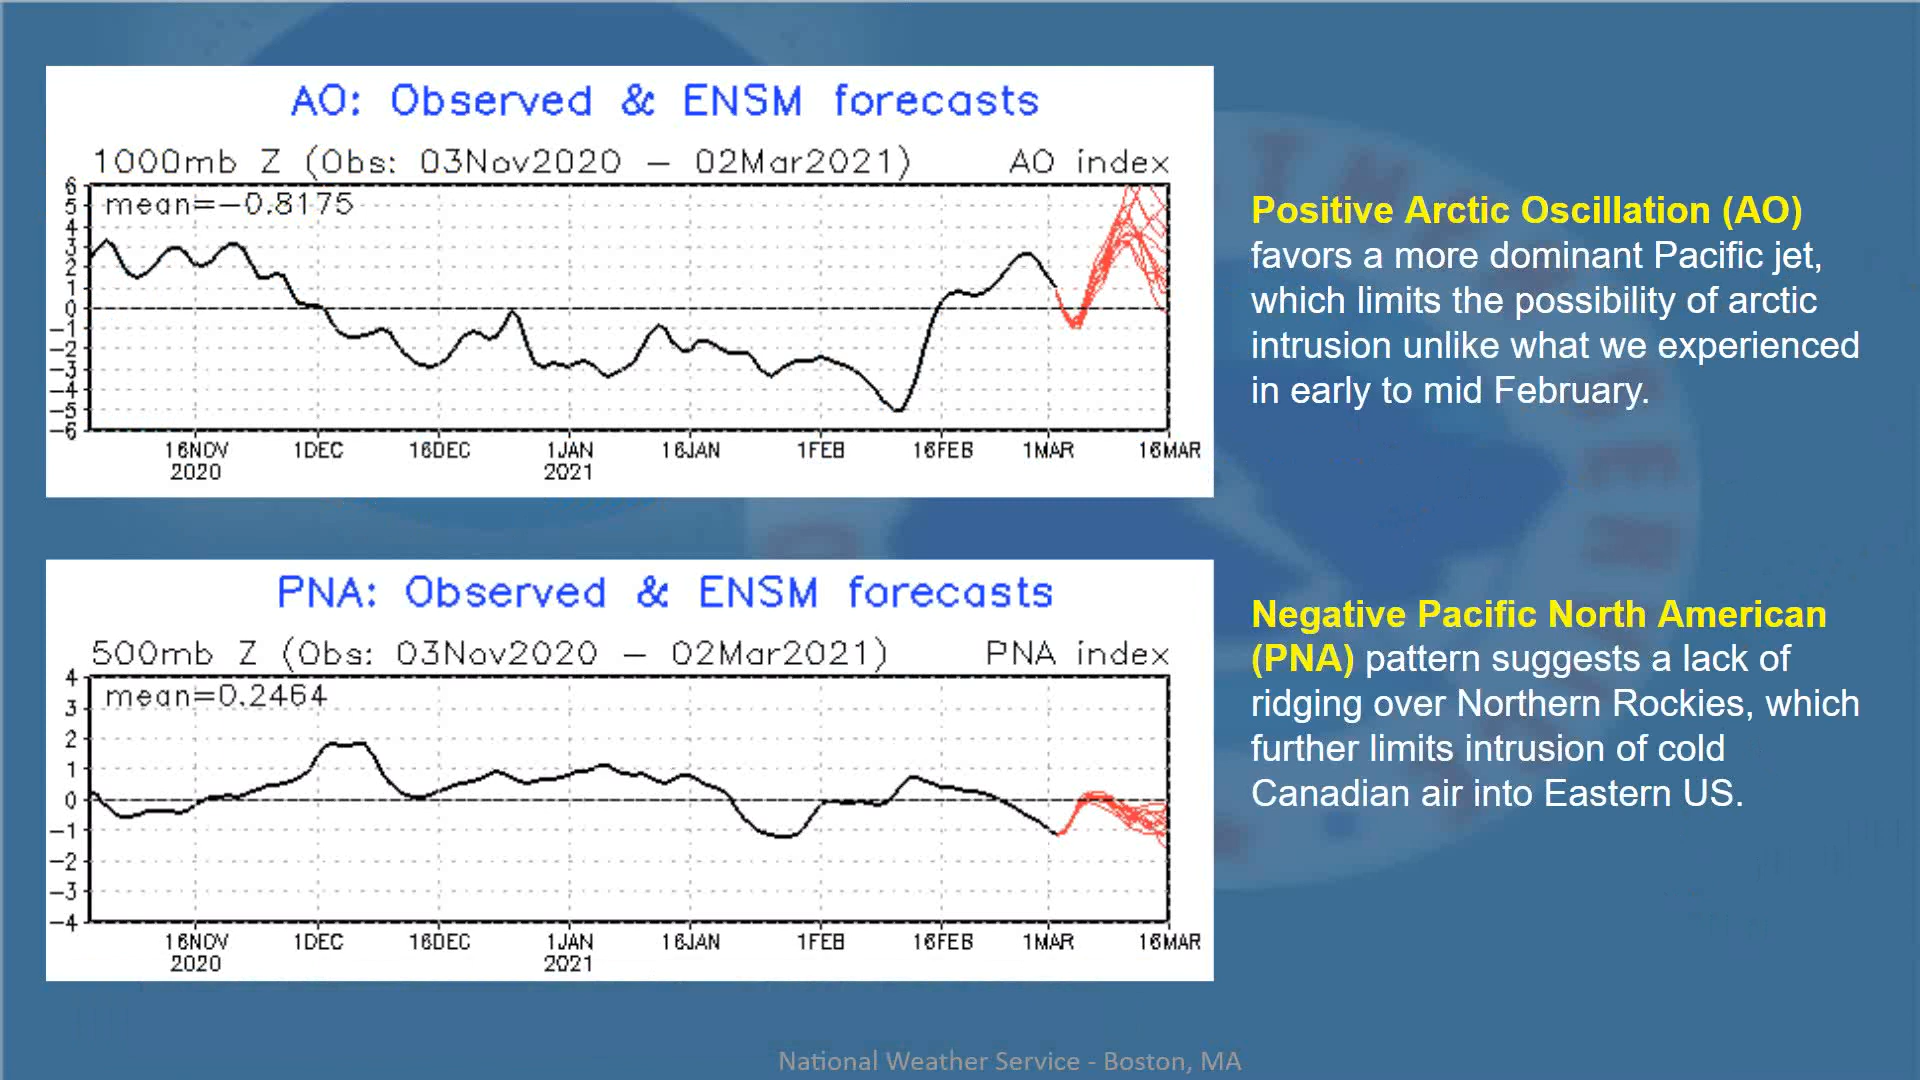 AO: Observed & ENSM forecasts
1000mb Z (Obs: 03Nov2020 – 02Mar2021) AO index
mean=-0.8175
6
5
4
3
2
1
0
-1
-2
-3
-4
-5
-6
16NOV 1DEC 16DEC 1JAN 16JAN 1FEB 16FEB 1MAR 16MAR
2020 2021
Positive Arctic Oscillation (AO)
favors a more dominant Pacific jet,
which limits the possibility of arctic
intrusion unlike what we experienced
in early to mid February.
PNA: Observed & ENSM forecasts
500mb Z (Obs: 03Nov2020 – 02Mar2021) PNA index
mean=0.2464
4
3
2
1
0
-1
-2
-3
-4
16NOV 1DEC 16DEC 1JAN 16JAN 1FEB 16FEB 1MAR 16MAR
2020 2021
Negative Pacific North American
(PNA) pattern suggests a lack of
ridging over Northern Rockies, which
further limits intrusion of cold
Canadian air into Eastern US.
National Weather Service - Boston, MA